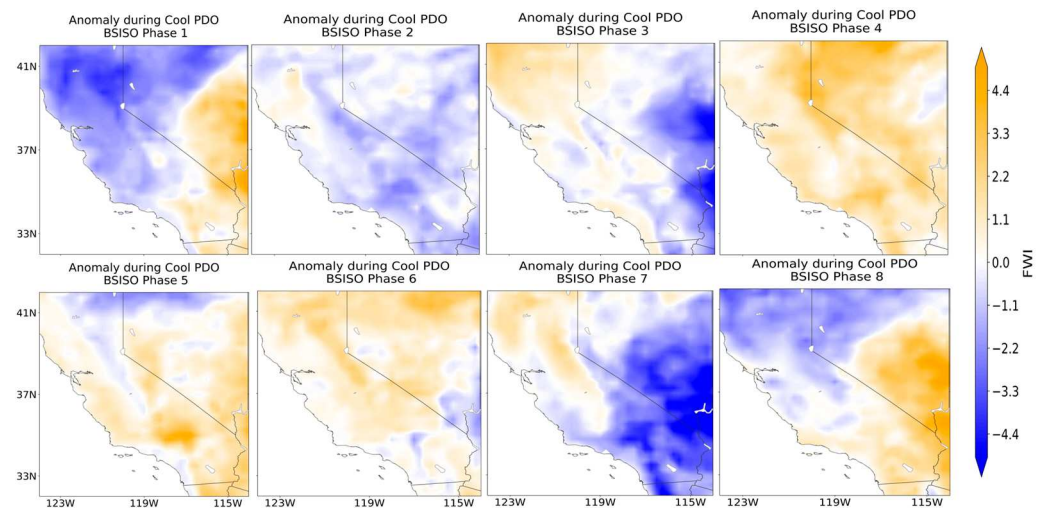 Anomaly during Cool PDO
BSISO Phase 1
Anomaly during Cool PDO
BSISO Phase 2
Anomaly during Cool PDO
BSISO Phase 3
Anomaly during Cool PDO
BSISO Phase 4
41N
37N
33N
Anomaly during Cool PDO
BSISO Phase 5
Anomaly during Cool PDO
BSISO Phase 6
Anomaly during Cool PDO
BSISO Phase 7
Anomaly during Cool PDO
BSISO Phase 8
41N
37N
33N
123W 119W 115W
123W 119W 115W
123W 119W 115W
123W 119W 115W
4.4
3.3
2.2
1.1
0.0
−1.1
−2.2
−3.3
−4.4
FWI